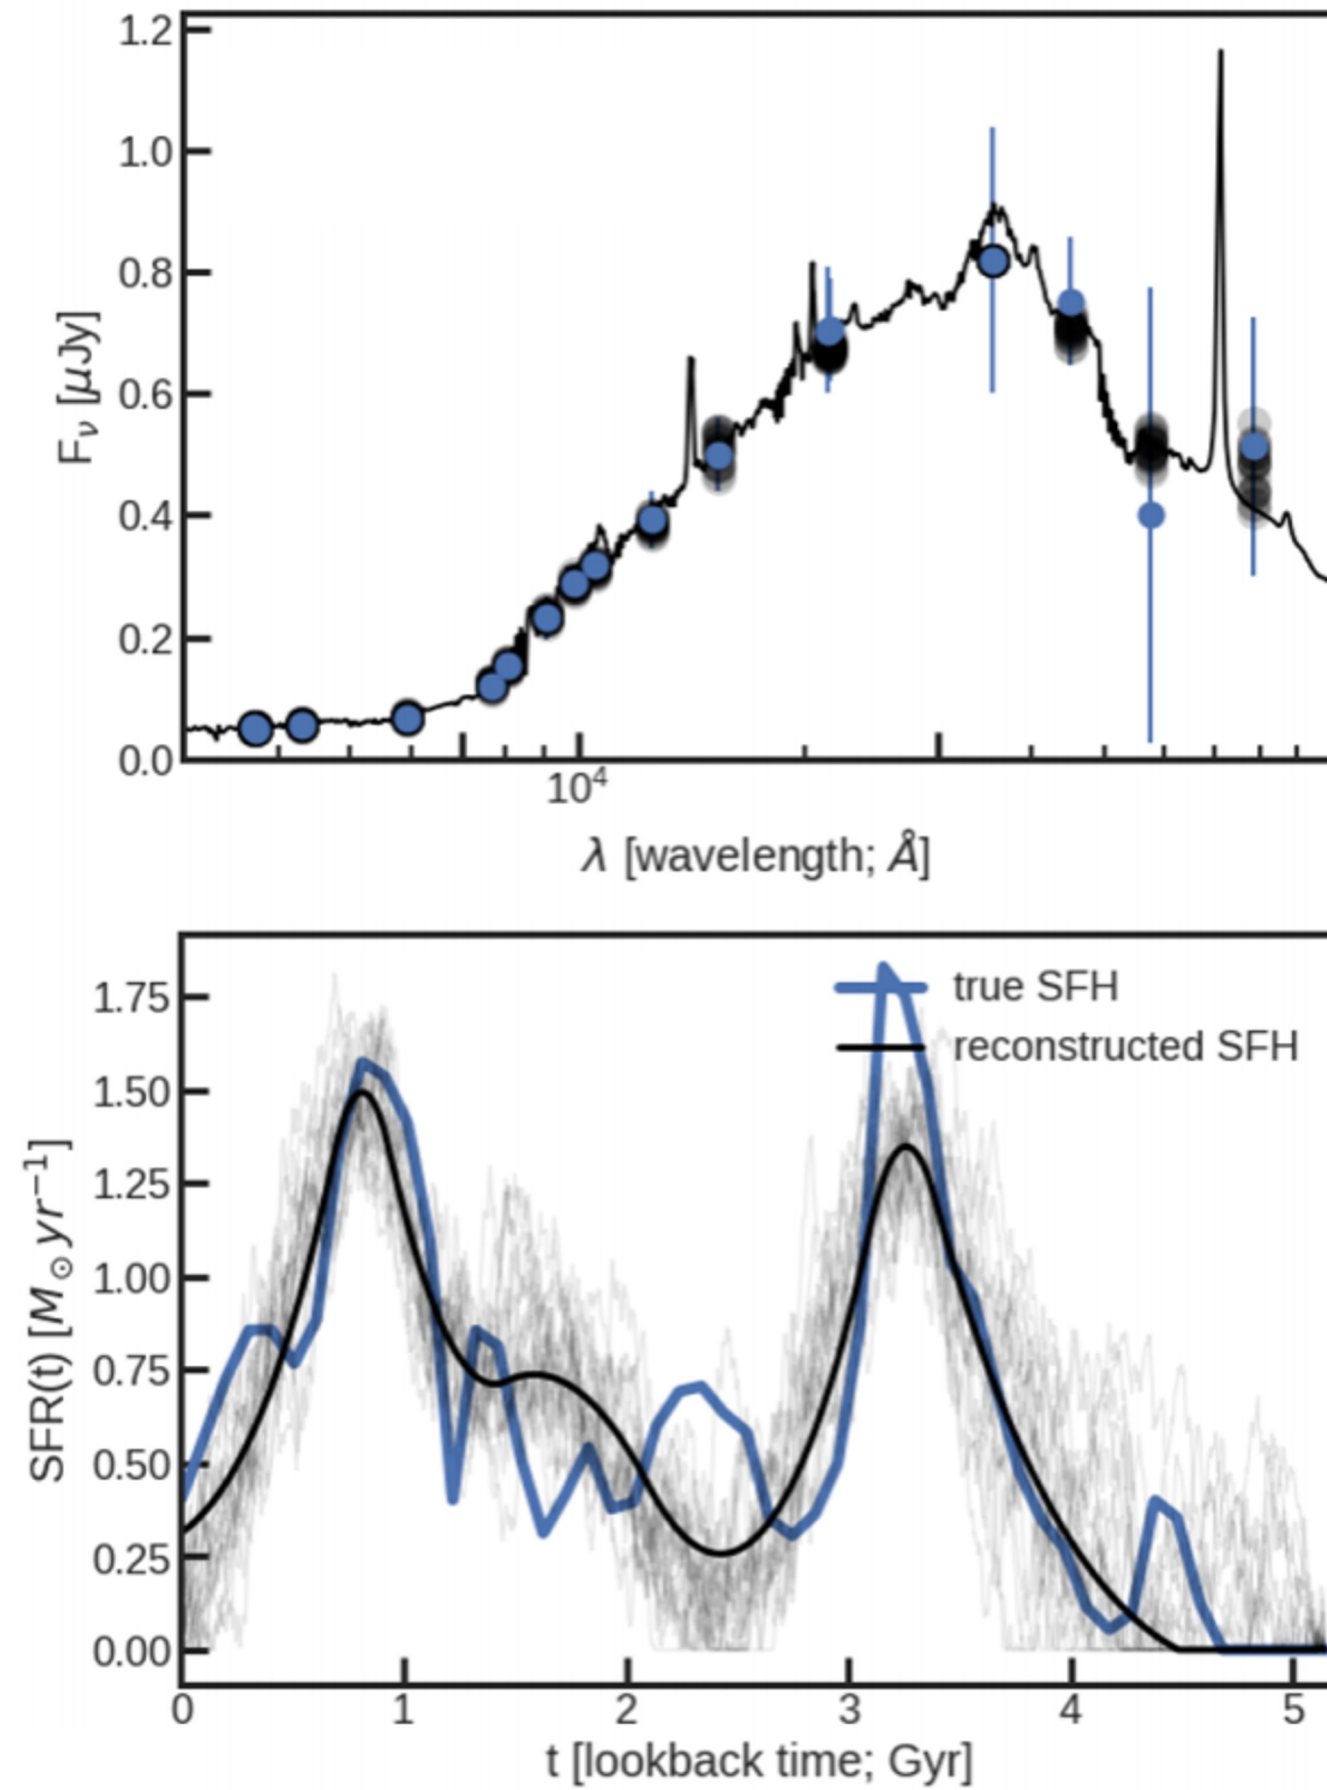 1.2
1.0
0.8
0.6
0.4
0.2
0.0
F_ν [μJy]
10⁴
λ [wavelength; Å]
1.75
1.50
1.25
1.00
0.75
0.50
0.25
0.00
SFR(t) [M_⊙ yr⁻¹]
true SFH
reconstructed SFH
0 1 2 3 4 5
t [lookback time; Gyr]